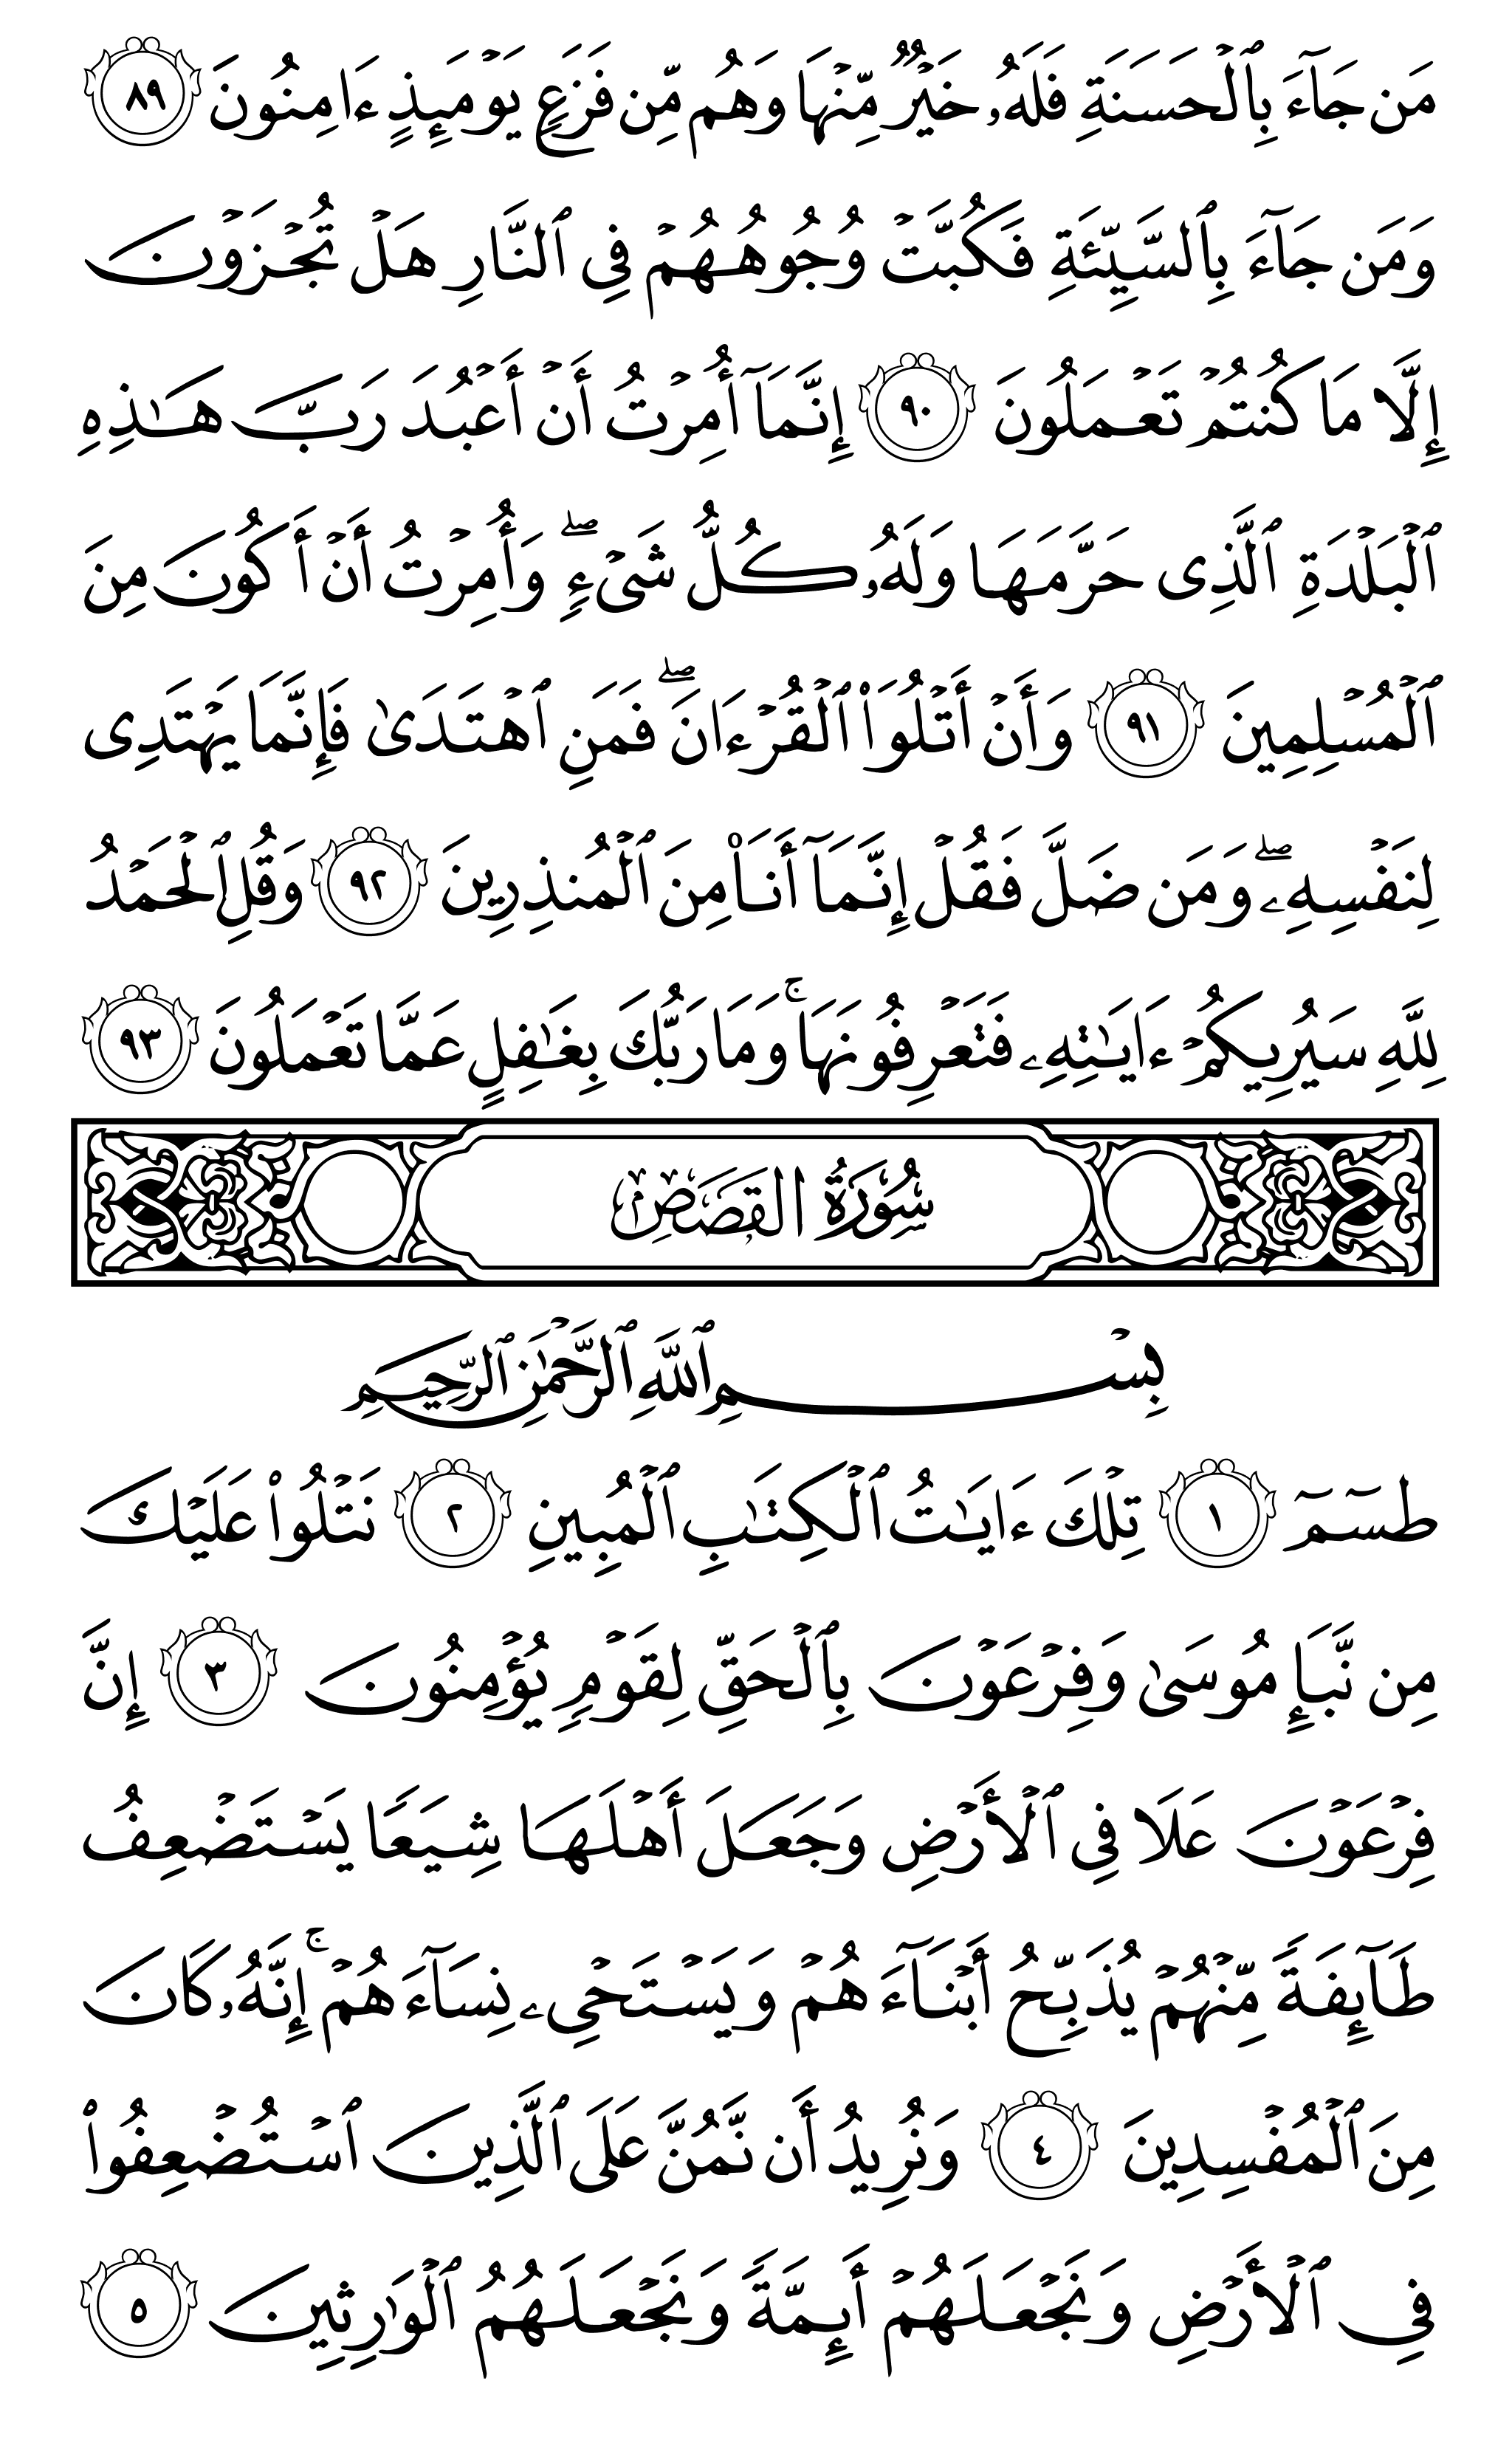 مَن جَآءَ بِٱلۡحَسَنَةِ فَلَهُۥ خَيۡرٞ مِّنۡهَا وَهُم مِّن فَزَعٖ يَوۡمَئِذٍ ءَامِنُونَ ٨٩
وَمَن جَآءَ بِٱلسَّيِّئَةِ فَكُبَّتۡ وُجُوهُهُمۡ فِي ٱلنَّارِ هَلۡ تُجۡزَوۡنَ
إِلَّا مَا كُنتُمۡ تَعۡمَلُونَ ٩٠ إِنَّمَآ أُمِرۡتُ أَنۡ أَعۡبُدَ رَبَّ هَٰذِهِ
ٱلۡبَلۡدَةِ ٱلَّذِى حَرَّمَهَا وَلَهُۥ كُلُّ شَىۡءٖۖ وَأُمِرۡتُ أَنۡ أَكُونَ مِنَ
ٱلۡمُسۡلِمِينَ ٩١ وَأَنۡ أَتۡلُوَاْ ٱلۡقُرۡءَانَۖ فَمَنِ ٱهۡتَدَىٰ فَإِنَّمَا يَهۡتَدِى
لِنَفۡسِهِۦۖ وَمَن ضَلَّ فَقُلۡ إِنَّمَآ أَنَا۠ مِنَ ٱلۡمُنذِرِينَ ٩٢ وَقُلِ ٱلۡحَمۡدُ
لِلَّهِ سَيُرِيكُمۡ ءَايَٰتِهِۦ فَتَعۡرِفُونَهَاۚ وَمَا رَبُّكَ بِغَٰفِلٍ عَمَّا تَعۡمَلُونَ ٩٣
سُورَةُ القَصَصِ
بِسۡمِ ٱللَّهِ ٱلرَّحۡمَٰنِ ٱلرَّحِيمِ
طسٓمٓ ١ تِلۡكَ ءَايَٰتُ ٱلۡكِتَٰبِ ٱلۡمُبِينِ ٢ نَتۡلُواْ عَلَيۡكَ
مِن نَّبَإِ مُوسَىٰ وَفِرۡعَوۡنَ بِٱلۡحَقِّ لِقَوۡمٖ يُؤۡمِنُونَ ٣ إِنَّ
فِرۡعَوۡنَ عَلَا فِى ٱلۡأَرۡضِ وَجَعَلَ أَهۡلَهَا شِيَعٗا يَسۡتَضۡعِفُ
طَآئِفَةٗ مِّنۡهُمۡ يُذَبِّحُ أَبۡنَآءَهُمۡ وَيَسۡتَحۡىِۦ نِسَآءَهُمۡۚ إِنَّهُۥ كَانَ
مِنَ ٱلۡمُفۡسِدِينَ ٤ وَنُرِيدُ أَن نَّمُنَّ عَلَى ٱلَّذِينَ ٱسۡتُضۡعِفُواْ
فِى ٱلۡأَرۡضِ وَنَجۡعَلَهُمۡ أَئِمَّةٗ وَنَجۡعَلَهُمُ ٱلۡوَٰرِثِينَ ٥